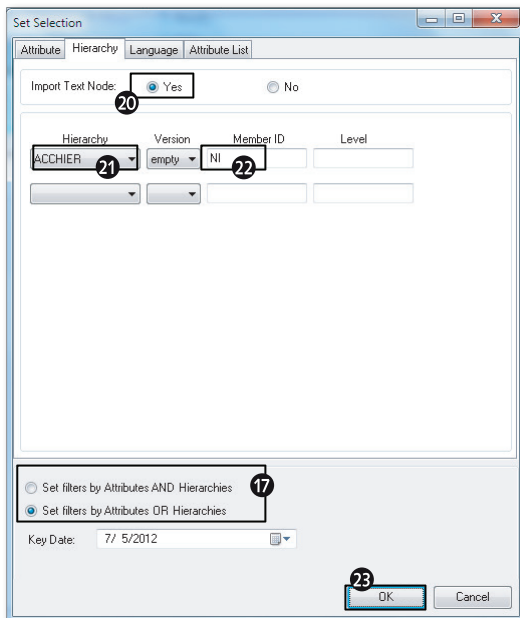 Set Selection
Attribute Hierarchy Language Attribute List
Import Text Node: Yes No
20
Hierarchy Version Member ID Level
ACCHIER empty NI
21 22
Set filters by Attributes AND Hierarchies
17
Set filters by Attributes OR Hierarchies
Key Date: 7/ 5/2012
23
OK Cancel